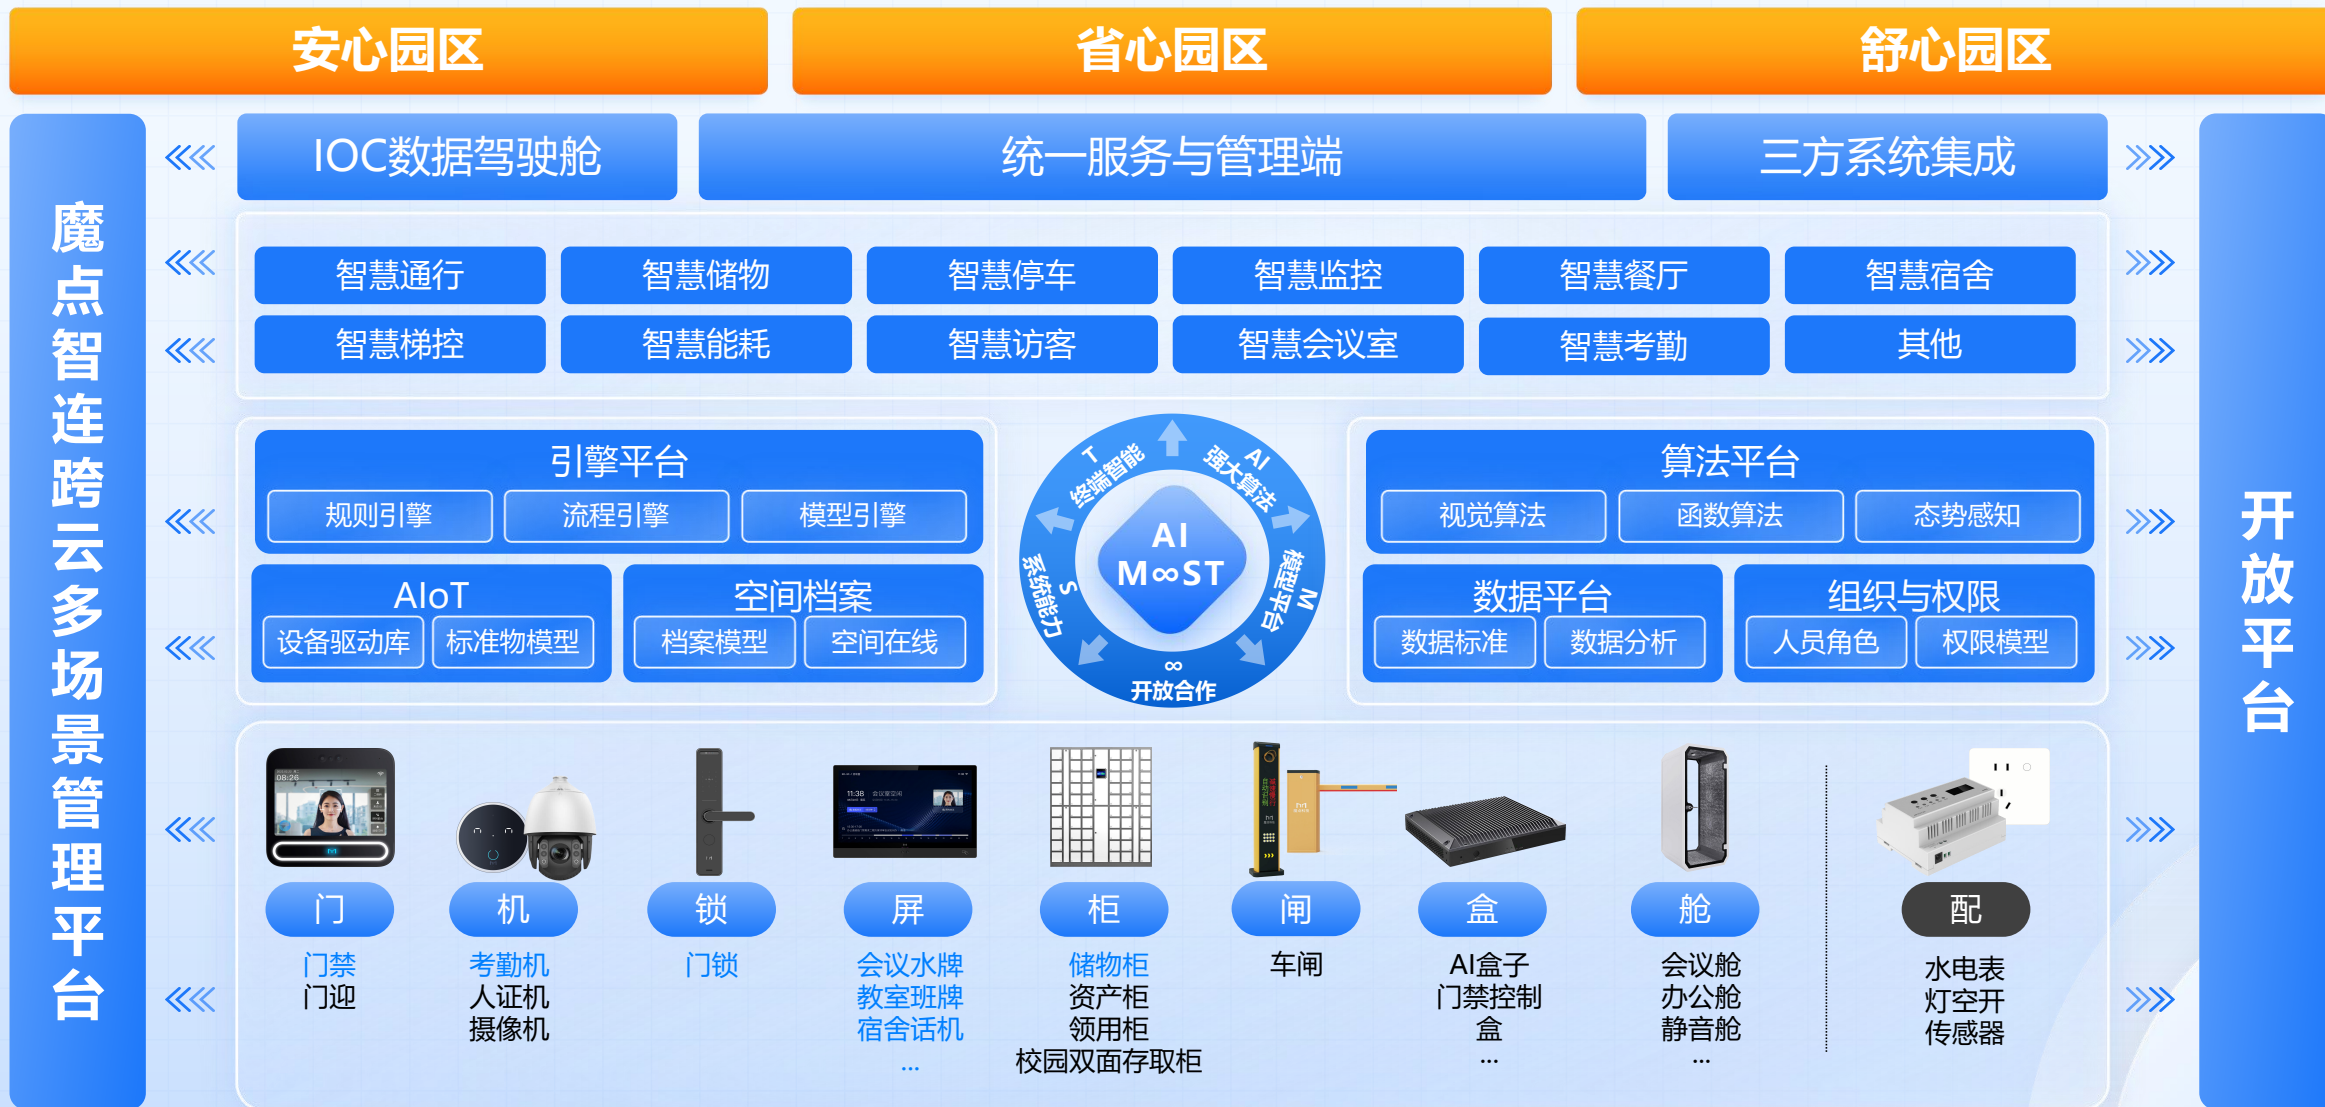 安心园区
省心园区
舒心园区
魔点智连跨云多场景管理平台
IOC数据驾驶舱
统一服务与管理端
三方系统集成
开放平台
智慧通行
智慧储物
智慧停车
智慧监控
智慧餐厅
智慧宿舍
智慧梯控
智慧能耗
智慧访客
智慧会议室
智慧考勤
其他
引擎平台
规则引擎
流程引擎
模型引擎
AIoT
设备驱动库
标准物模型
空间档案
档案模型
空间在线
T
终端智能
AI
强大算法
M
模型平台
∞
开放合作
S
系统能力
AI
M∞ST
算法平台
视觉算法
函数算法
态势感知
数据平台
数据标准
数据分析
组织与权限
人员角色
权限模型
08:26
11:38
会议室空闲
门
门禁
门迎
机
考勤机
人证机
摄像机
锁
门锁
屏
会议水牌
教室班牌
宿舍话机
...
柜
储物柜
资产柜
领用柜
校园双面存取柜
闸
车闸
盒
AI盒子
门禁控制
盒
...
舱
会议舱
办公舱
静音舱
...
配
水电表
灯空开
传感器